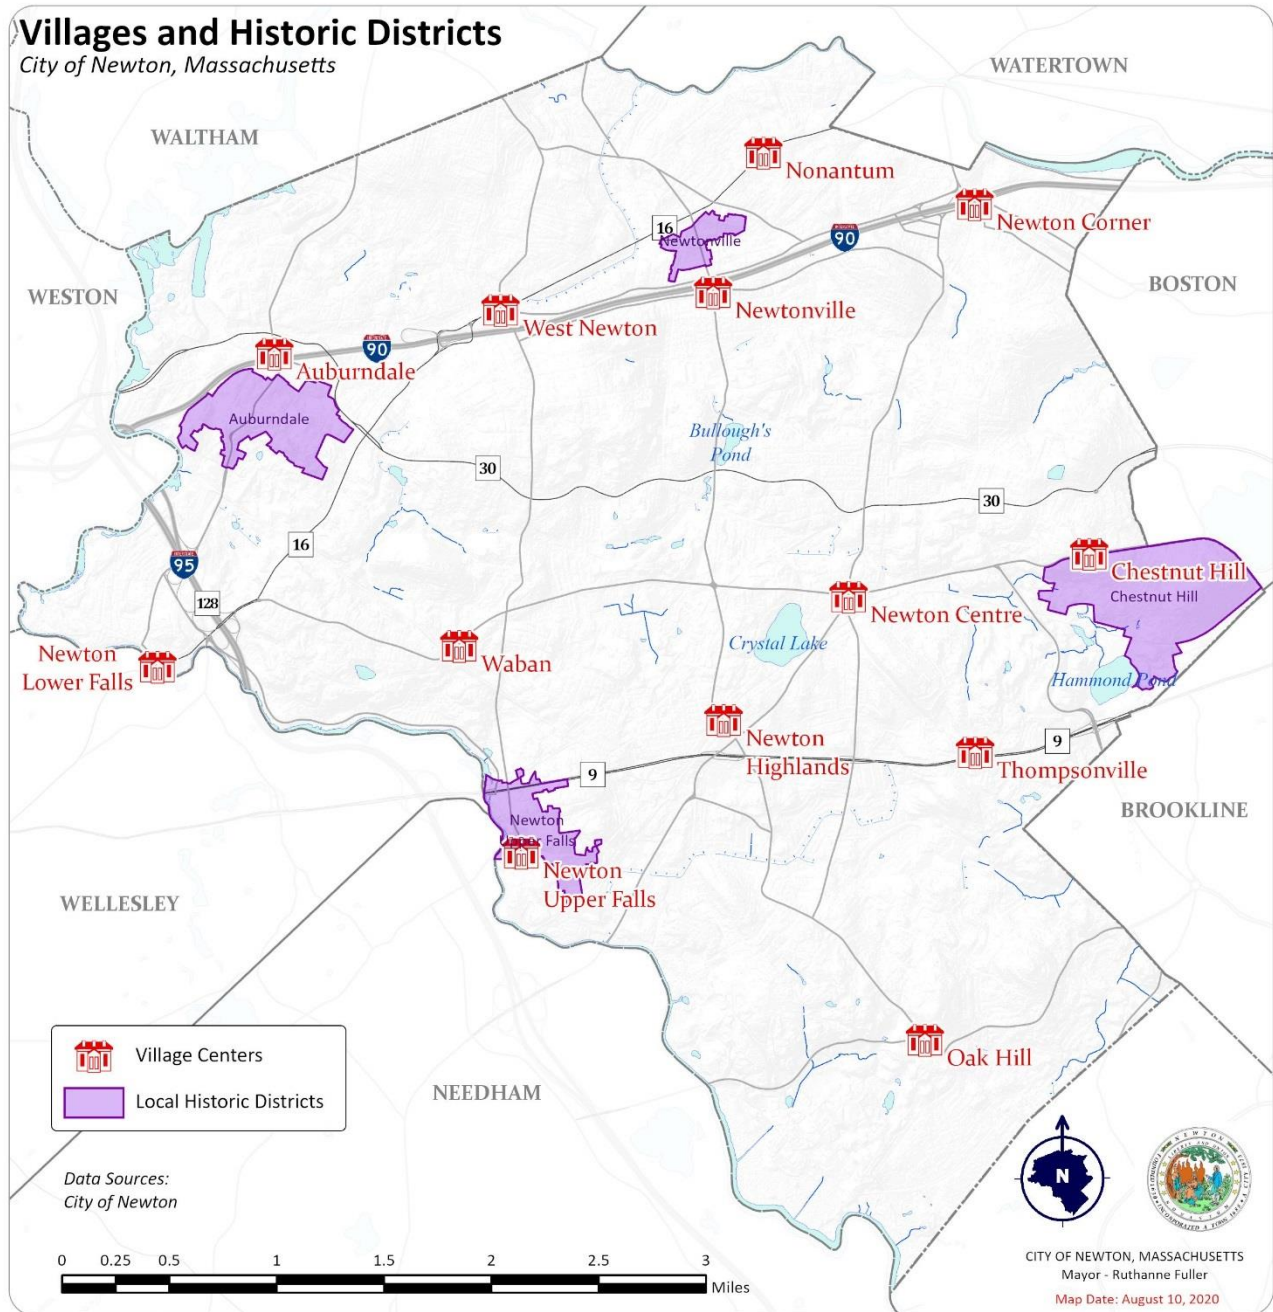 Villages and Historic Districts
City of Newton, Massachusetts
WATERTOWN
WALTHAM
Nonantum
16
Newtonville
Newton Corner
90
WESTON
BOSTON
West Newton
Newtonville
90
Auburndale
Auburndale
Bullough's
Pond
30
30
16
95
128
Chestnut Hill
Chestnut Hill
Newton Centre
Crystal Lake
Newton
Lower Falls
Waban
Hammond Pond
Newton
Highlands
9
Thompsonville
9
BROOKLINE
Newton
Upper Falls
Newton
Upper Falls
WELLESLEY
Oak Hill
Village Centers
Local Historic Districts
NEEDHAM
N
Data Sources:
City of Newton
0 0.25 0.5 1 1.5 2 2.5 3
Miles
CITY OF NEWTON, MASSACHUSETTS
Mayor - Ruthanne Fuller
Map Date: August 10, 2020